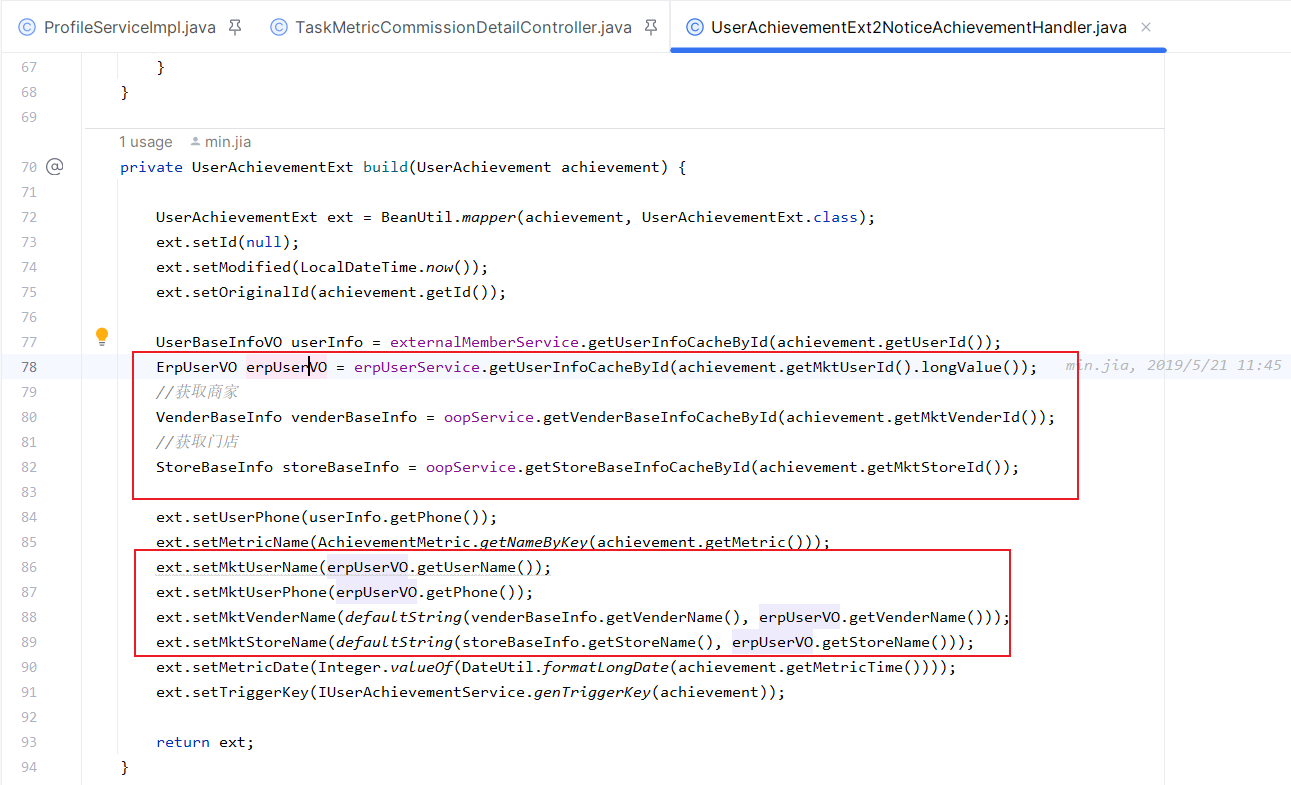 ProfileServiceImpl.java TaskMetricCommissionDetailController.java UserAchievementExt2NoticeAchievementHandler.java
67 }
68 }
69
1 usage min.jia
70 private UserAchievementExt build(UserAchievement achievement) {
71
72 UserAchievementExt ext = BeanUtil.mapper(achievement, UserAchievementExt.class);
73 ext.setId(null);
74 ext.setModified(LocalDateTime.now());
75 ext.setOriginalId(achievement.getId());
76
77 UserBaseInfoVO userInfo = externalMemberService.getUserInfoCacheById(achievement.getUserId());
78 ErpUserVO erpUserVO = erpUserService.getUserInfoCacheById(achievement.getMktUserId().longValue()); min.jia, 2019/5/21 11:45
79 //获取商家
80 VenderBaseInfo venderBaseInfo = oopService.getVenderBaseInfoCacheById(achievement.getMktVenderId());
81 //获取门店
82 StoreBaseInfo storeBaseInfo = oopService.getStoreBaseInfoCacheById(achievement.getMktStoreId());
83
84 ext.setUserPhone(userInfo.getPhone());
85 ext.setMetricName(AchievementMetric.getNameByKey(achievement.getMetric()));
86 ext.setMktUserName(erpUserVO.getUserName());
87 ext.setMktUserPhone(erpUserVO.getPhone());
88 ext.setMktVenderName(defaultString(venderBaseInfo.getVenderName(), erpUserVO.getVenderName()));
89 ext.setMktStoreName(defaultString(storeBaseInfo.getStoreName(), erpUserVO.getStoreName()));
90 ext.setMetricDate(Integer.valueOf(DateUtil.formatLongDate(achievement.getMetricTime())));
91 ext.setTriggerKey(IUserAchievementService.genTriggerKey(achievement));
92
93 return ext;
94 }